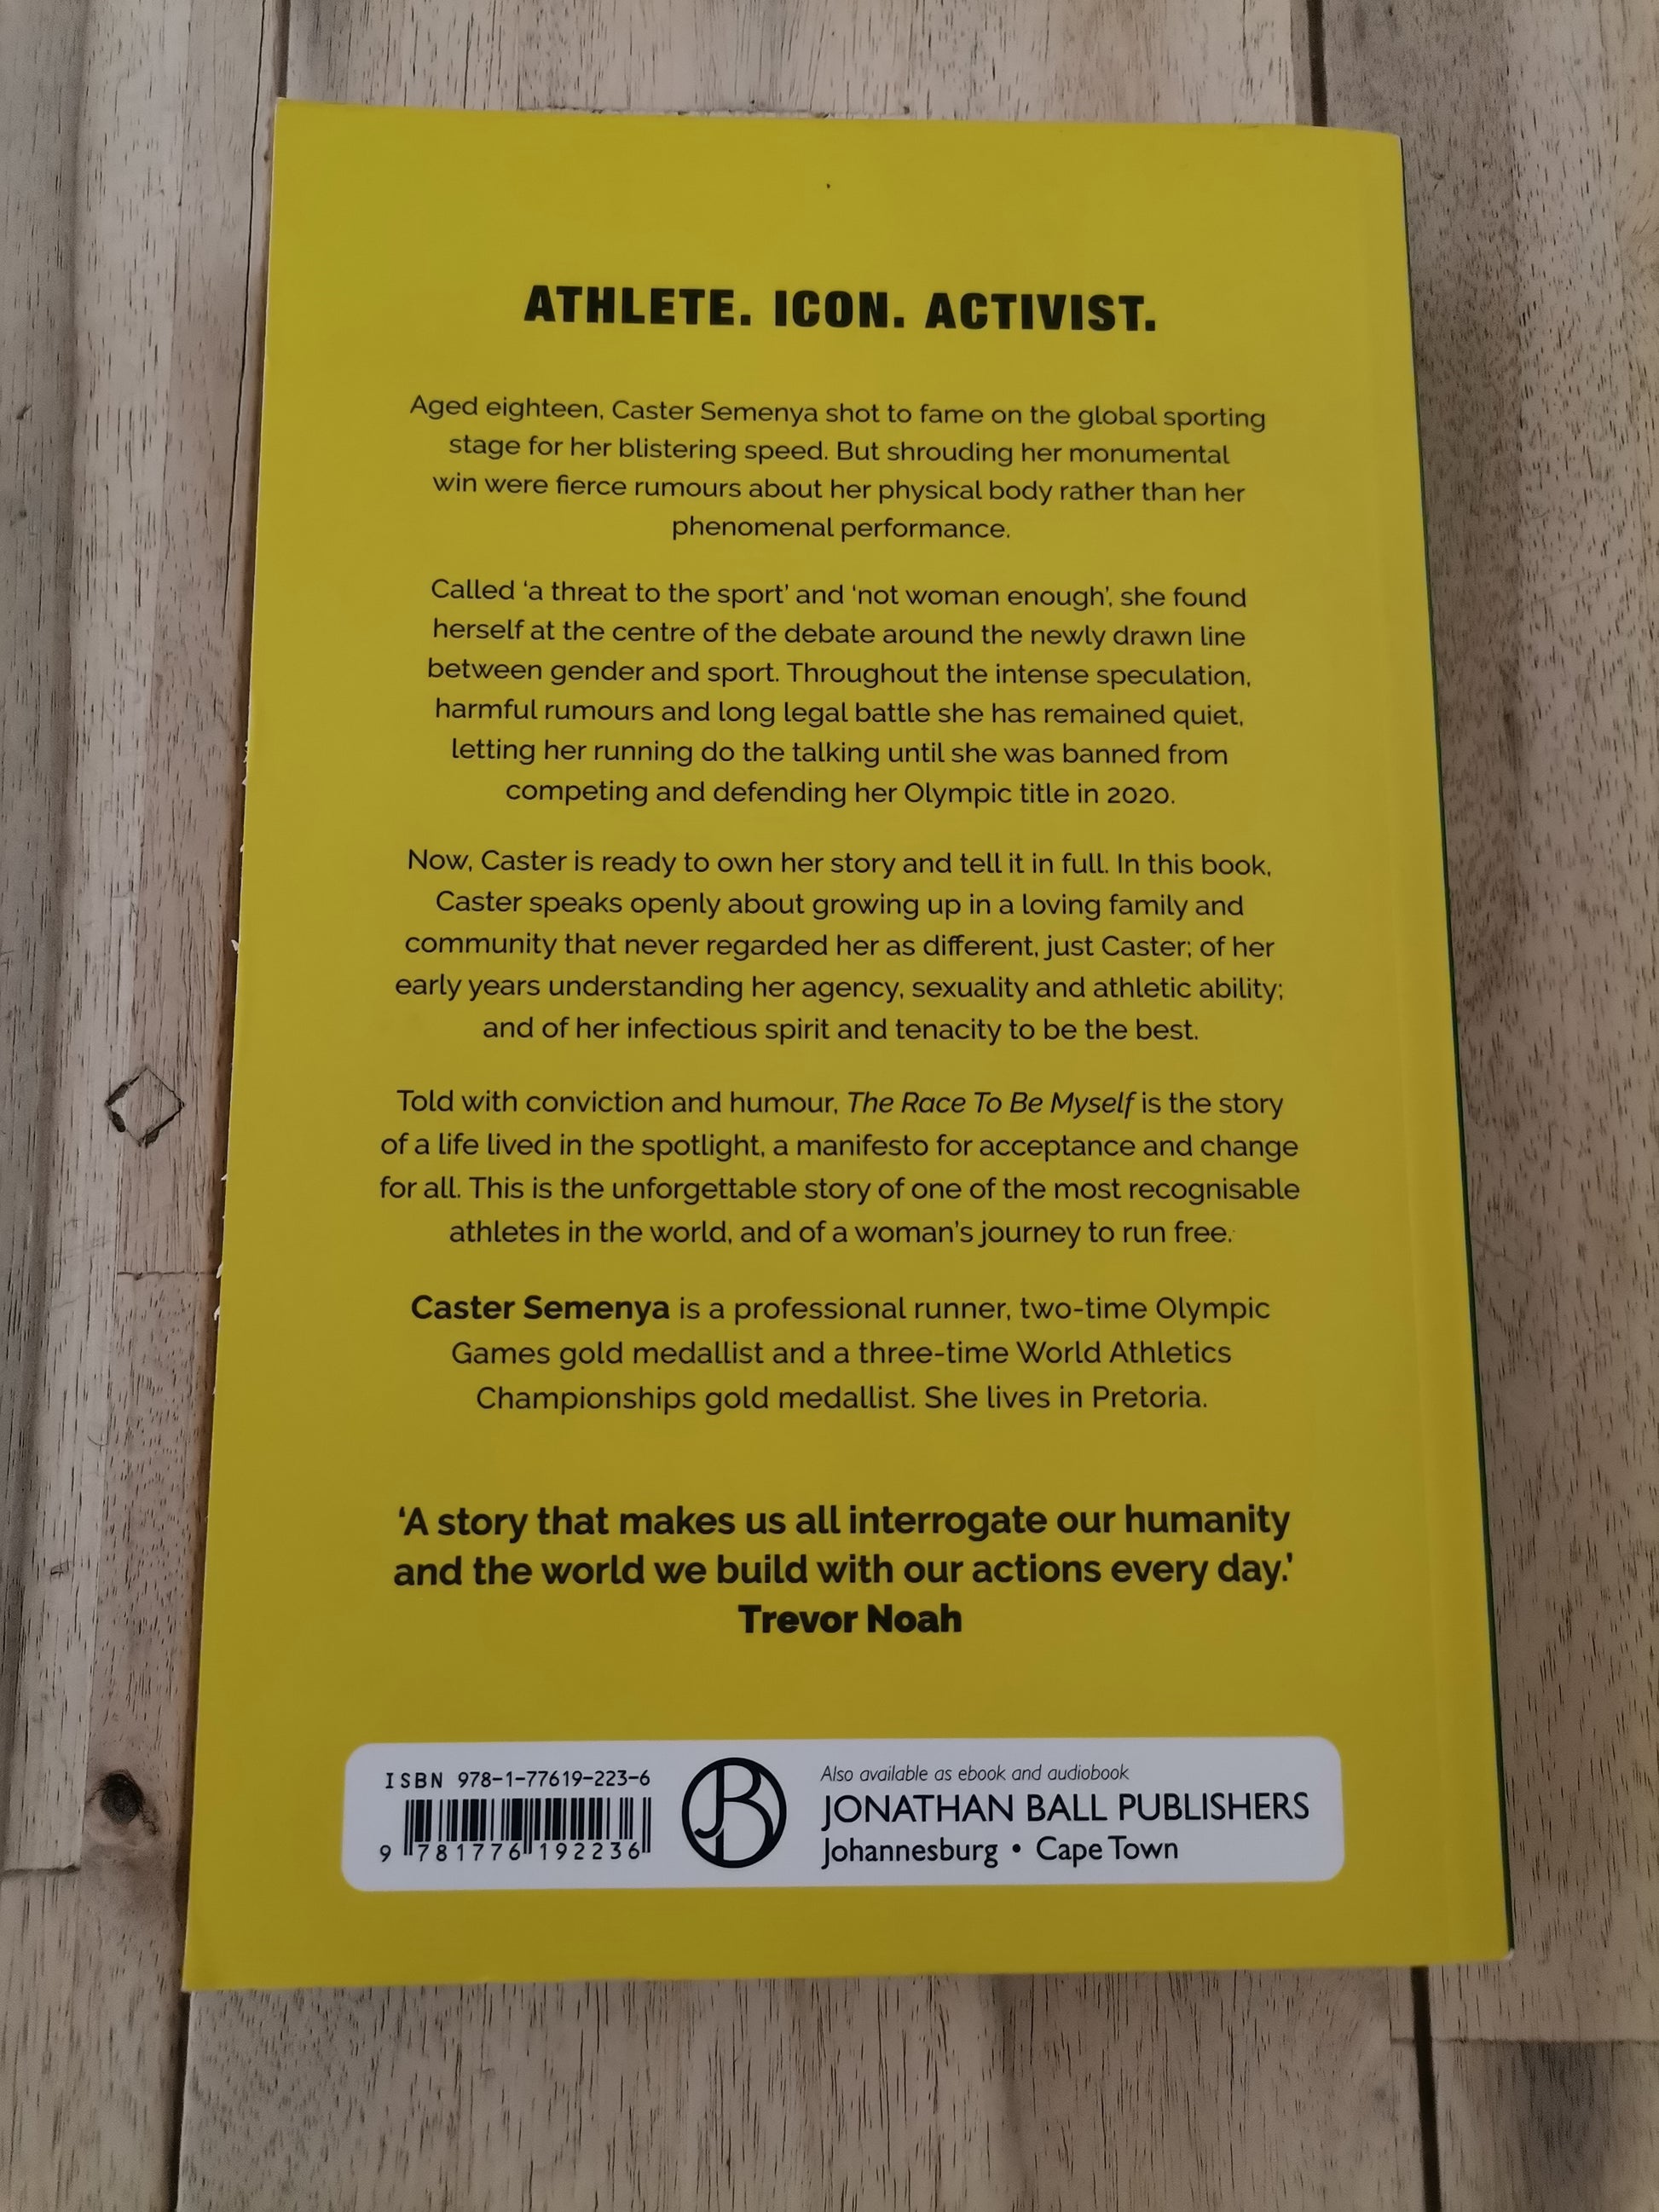 ATHLETE. ICON. ACTIVIST.
Aged eighteen, Caster Semenya shot to fame on the global sporting
stage for her blistering speed. But shrouding her monumental
win were fierce rumours about her physical body rather than her
phenomenal performance.
Called ‘a threat to the sport’ and ‘not woman enough’, she found
herself at the centre of the debate around the newly drawn line
between gender and sport. Throughout the intense speculation,
harmful rumours and long legal battle she has remained quiet,
letting her running do the talking until she was banned from
competing and defending her Olympic title in 2020.
Now, Caster is ready to own her story and tell it in full. In this book,
Caster speaks openly about growing up in a loving family and
community that never regarded her as different, just Caster; of her
early years understanding her agency, sexuality and athletic ability;
and of her infectious spirit and tenacity to be the best.
Told with conviction and humour, The Race To Be Myself is the story
of a life lived in the spotlight, a manifesto for acceptance and change
for all. This is the unforgettable story of one of the most recognisable
athletes in the world, and of a woman’s journey to run free.
Caster Semenya is a professional runner, two-time Olympic
Games gold medallist and a three-time World Athletics
Championships gold medallist. She lives in Pretoria.
‘A story that makes us all interrogate our humanity
and the world we build with our actions every day.’
Trevor Noah
ISBN 978-1-77619-223-6
9 781776 192236
JB
Also available as ebook and audiobook
JONATHAN BALL PUBLISHERS
Johannesburg • Cape Town